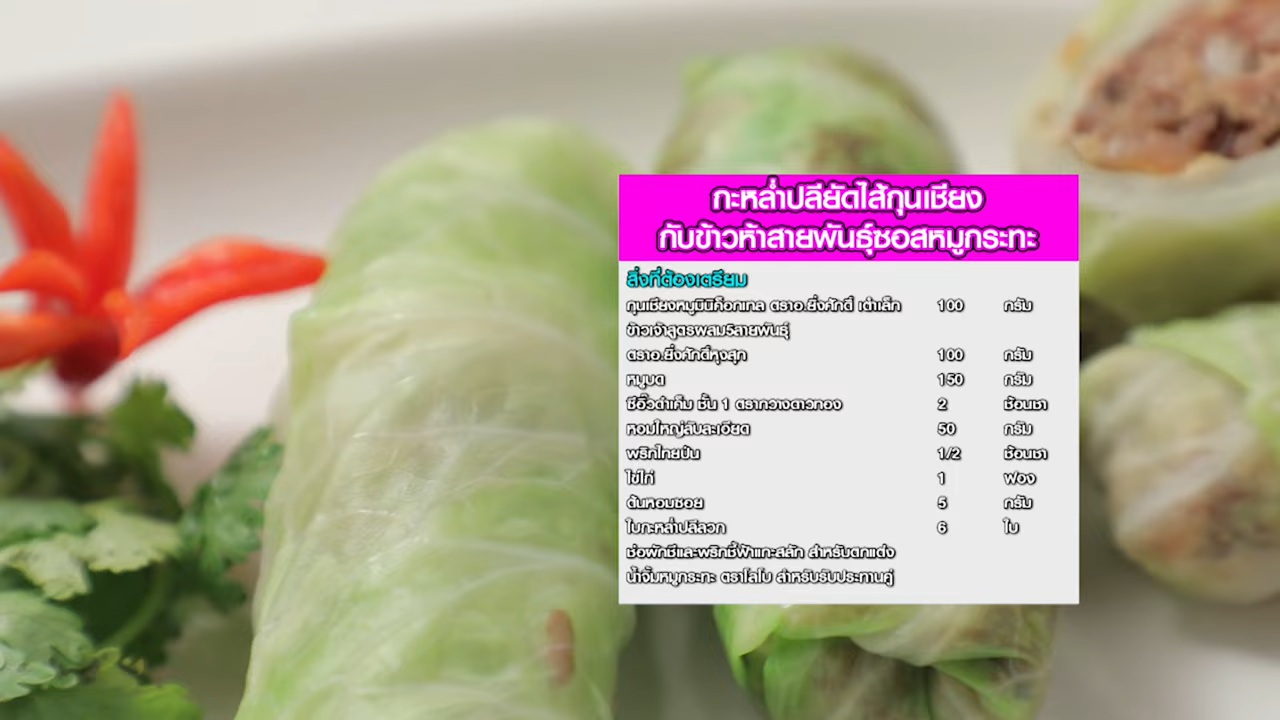 กะหล่ำปลียัดไส้กุนเชียง
กับข้าวห้าสายพันธุ์ซอสหมูกระทะ
สิ่งที่ต้องเตรียม
กุนเชียงหมูมินิค็อกเทล ตราอ.ยิ่งศักดิ์ เต๋าเล็ก 100 กรัม
ข้าวเจ้าสูตรผสม5สายพันธุ์
ตราอ.ยิ่งศักดิ์หุงสุก 100 กรัม
หมูบด 150 กรัม
ซีอิ๊วดำเค็ม ชั้น 1 ตรากวางดาวทอง 2 ช้อนชา
หอมใหญ่สับละเอียด 50 กรัม
พริกไทยป่น 1/2 ช้อนชา
ไข่ไก่ 1 ฟอง
ต้นหอมซอย 5 กรัม
ใบกะหล่ำปลีลวก 6 ใบ
ช่อผักชีและพริกชี้ฟ้าแกะสลัก สำหรับตกแต่ง
น้ำจิ้มหมูกระทะ ตราโลโบ สำหรับรับประทานคู่